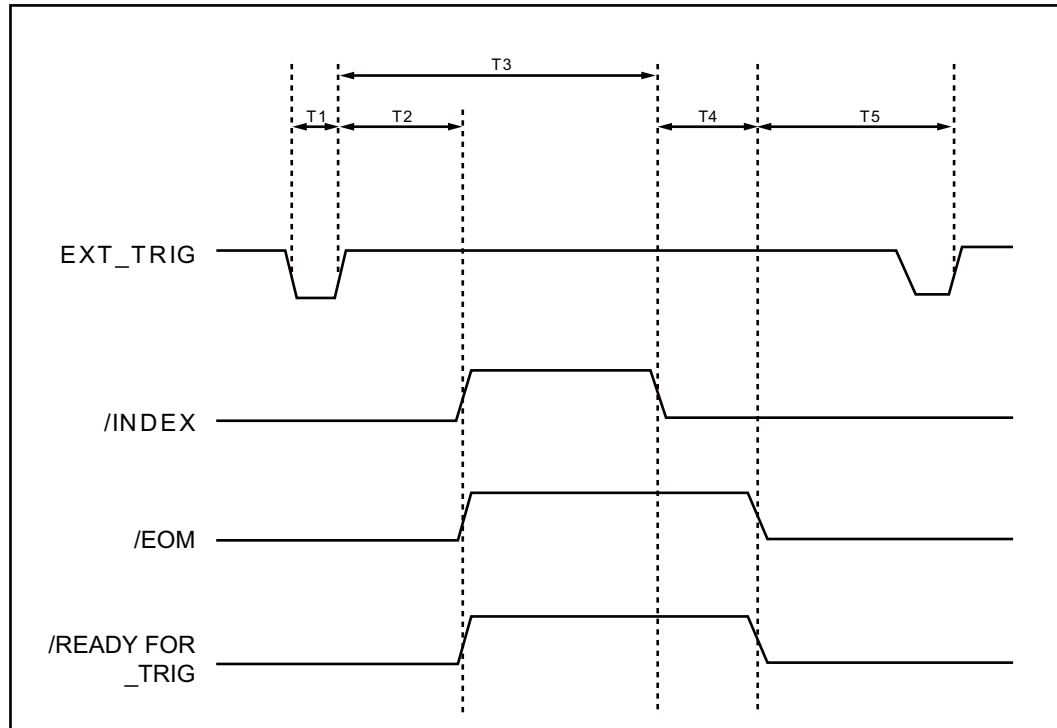 T3
T1
T2
T4
T5
EXT_TRIG
/INDEX
/EOM
/READY FOR
_TRIG